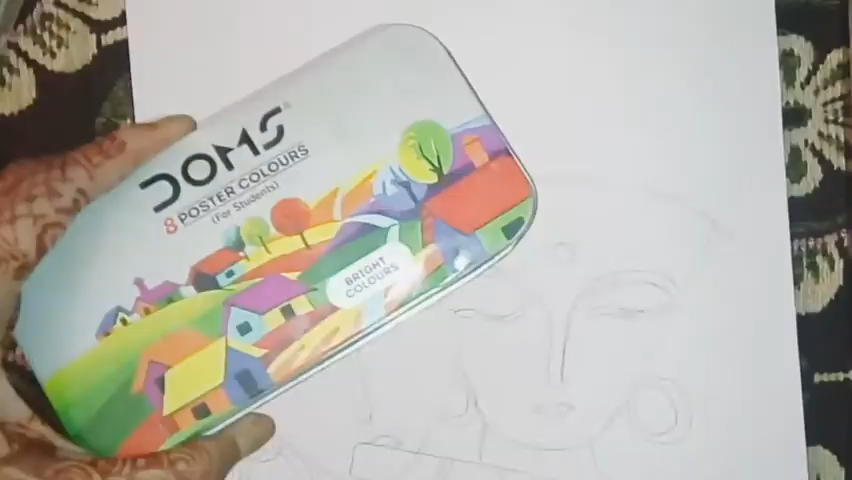 DOMS
8 POSTER COLOURS
(For Students)
BRIGHT
COLOURS